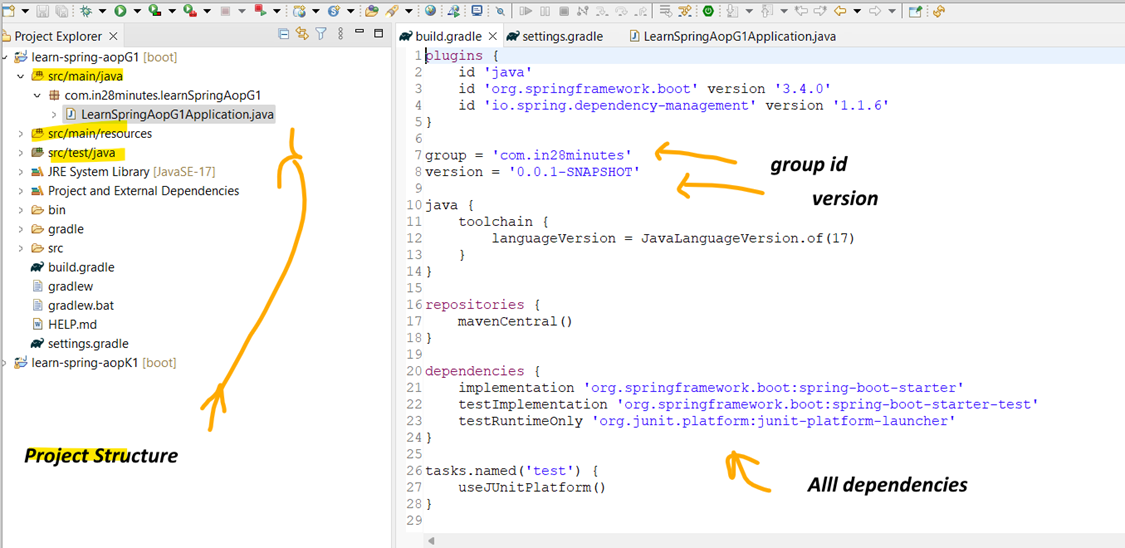 Project Explorer
learn-spring-aopG1 [boot]
src/main/java
com.in28minutes.learnSpringAopG1
LearnSpringAopG1Application.java
src/main/resources
src/test/java
JRE System Library [JavaSE-17]
Project and External Dependencies
bin
gradle
src
build.gradle
gradlew
gradlew.bat
HELP.md
settings.gradle
learn-spring-aopK1 [boot]
Project Structure
build.gradle settings.gradle LearnSpringAopG1Application.java
1 plugins {
2 id 'java'
3 id 'org.springframework.boot' version '3.4.0'
4 id 'io.spring.dependency-management' version '1.1.6'
5 }
6
7 group = 'com.in28minutes'
8 version = '0.0.1-SNAPSHOT'
9
10 java {
11 toolchain {
12 languageVersion = JavaLanguageVersion.of(17)
13 }
14 }
15
16 repositories {
17 mavenCentral()
18 }
19
20 dependencies {
21 implementation 'org.springframework.boot:spring-boot-starter'
22 testImplementation 'org.springframework.boot:spring-boot-starter-test'
23 testRuntimeOnly 'org.junit.platform:junit-platform-launcher'
24 }
25
26 tasks.named('test') {
27 useJUnitPlatform()
28 }
29
group id
version
Alll dependencies